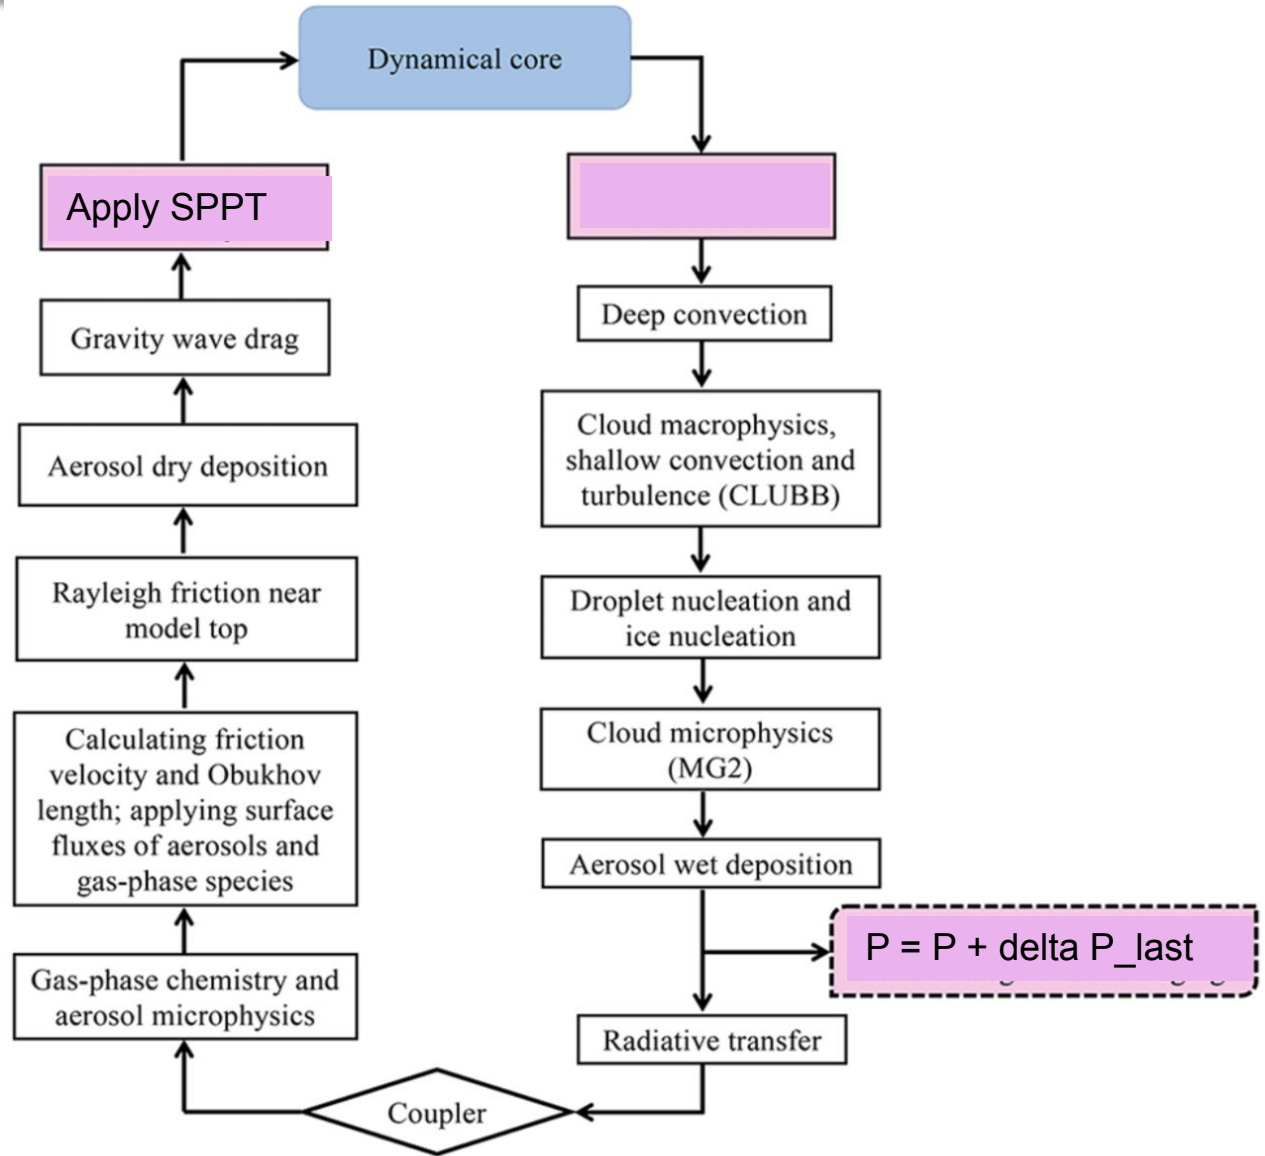 Dynamical core
Apply SPPT
Gravity wave drag
Aerosol dry deposition
Rayleigh friction near
model top
Calculating friction
velocity and Obukhov
length; applying surface
fluxes of aerosols and
gas-phase species
Gas-phase chemistry and
aerosol microphysics
Deep convection
Cloud macrophysics,
shallow convection and
turbulence (CLUBB)
Droplet nucleation and
ice nucleation
Cloud microphysics
(MG2)
Aerosol wet deposition
P = P + delta P_last
Radiative transfer
Coupler